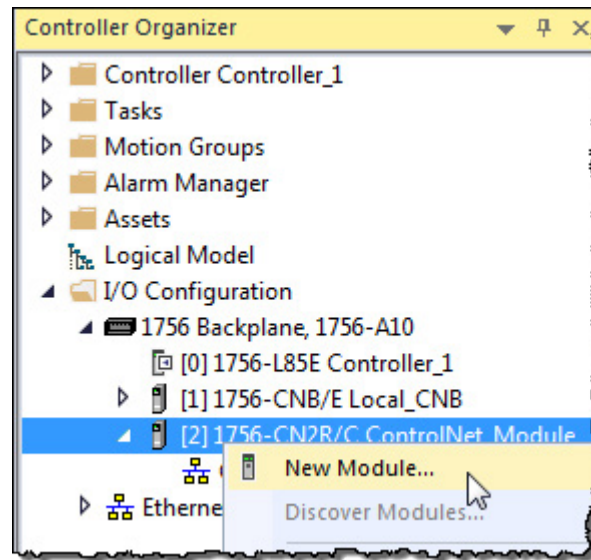 Controller Organizer
Controller Controller_1
Tasks
Motion Groups
Alarm Manager
Assets
Logical Model
I/O Configuration
1756 Backplane, 1756-A10
[0] 1756-L85E Controller_1
[1] 1756-CNB/E Local_CNB
[2] 1756-CN2R/C ControlNet_Module
New Module...
Etherne
Discover Modules...